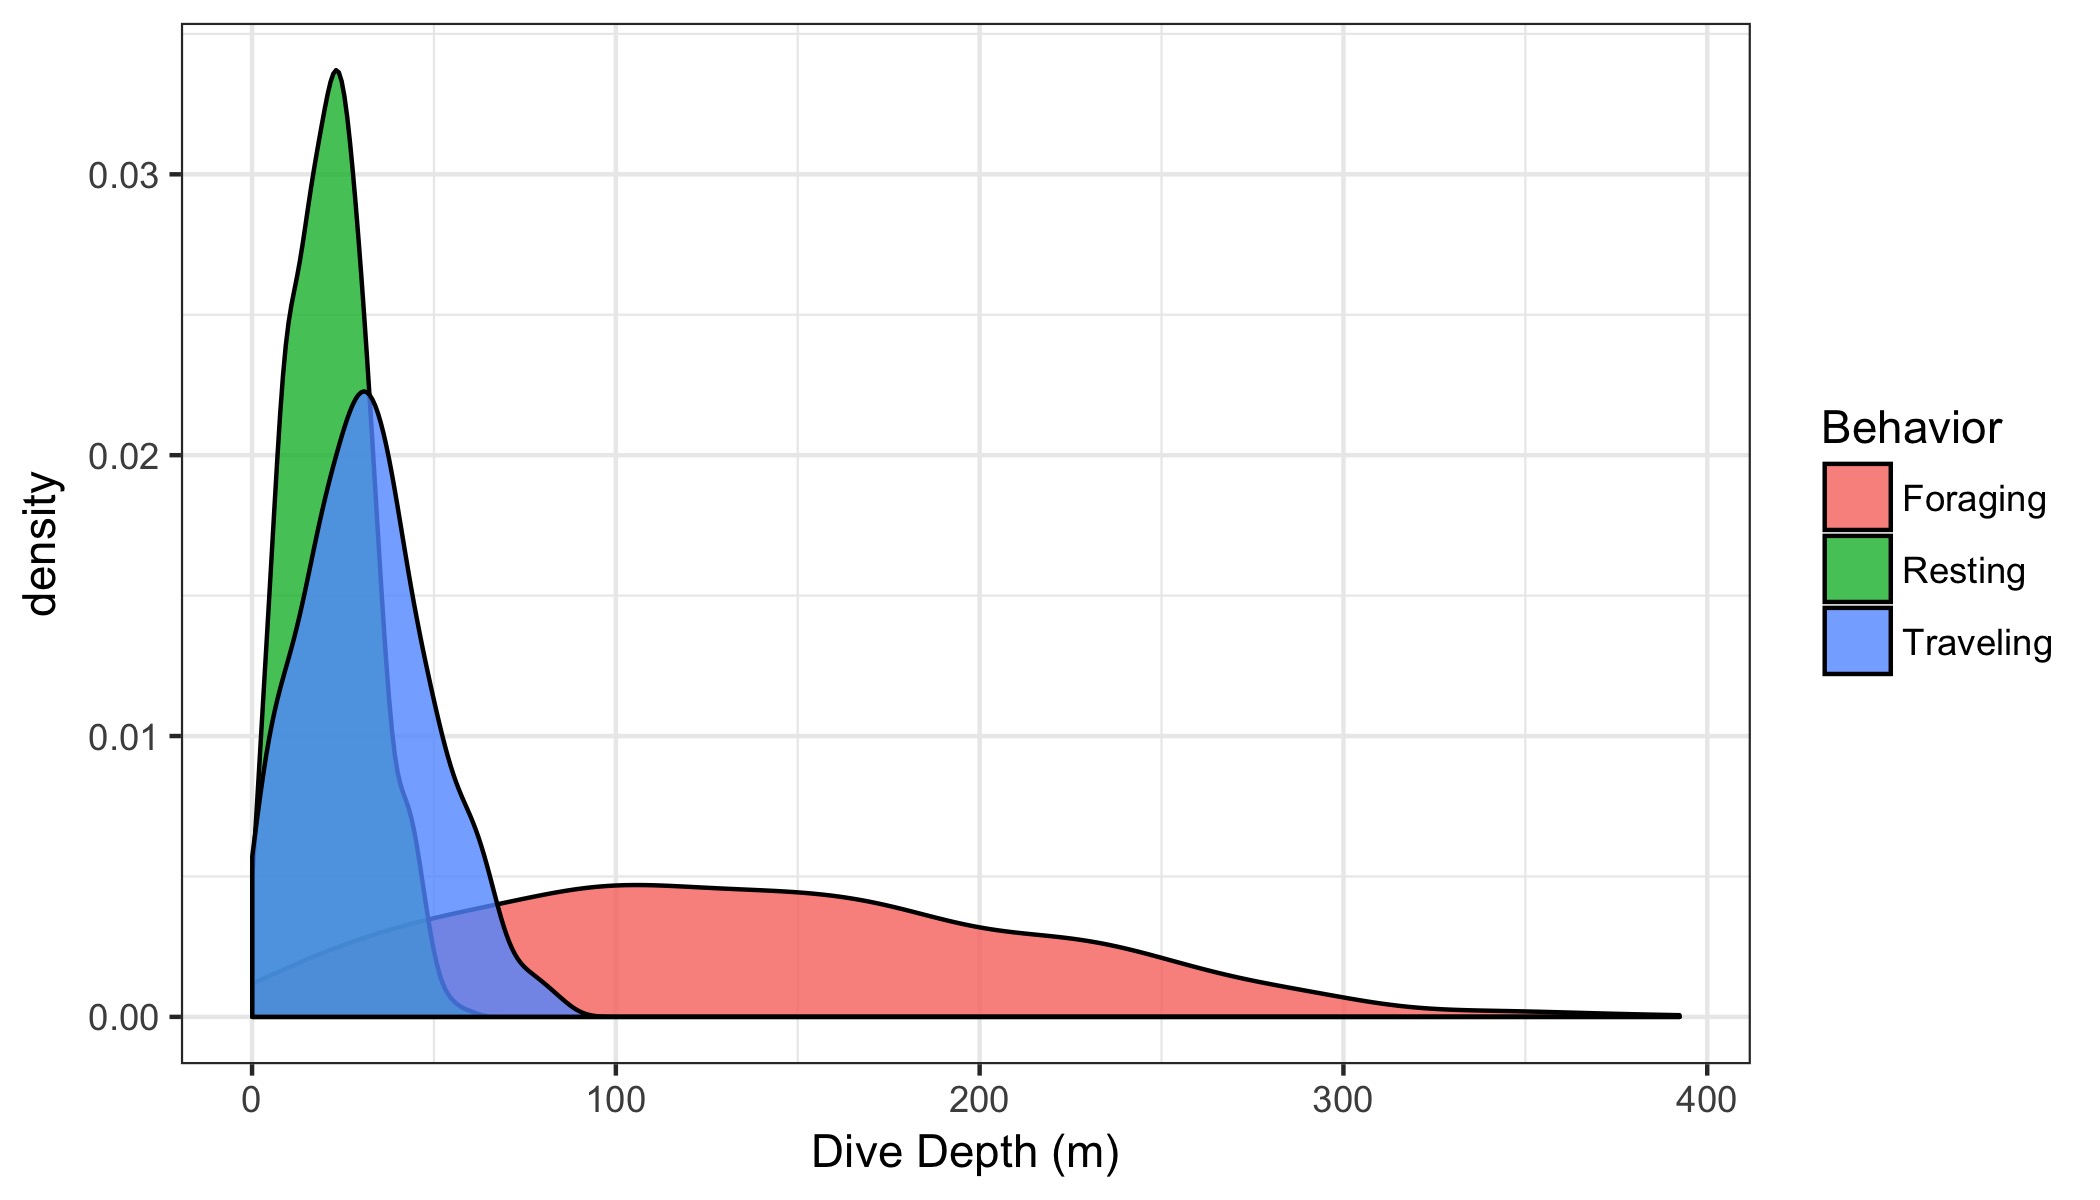 0.03
0.02
0.01
0.00
density
0 100 200 300 400
Dive Depth (m)
Behavior
Foraging
Resting
Traveling